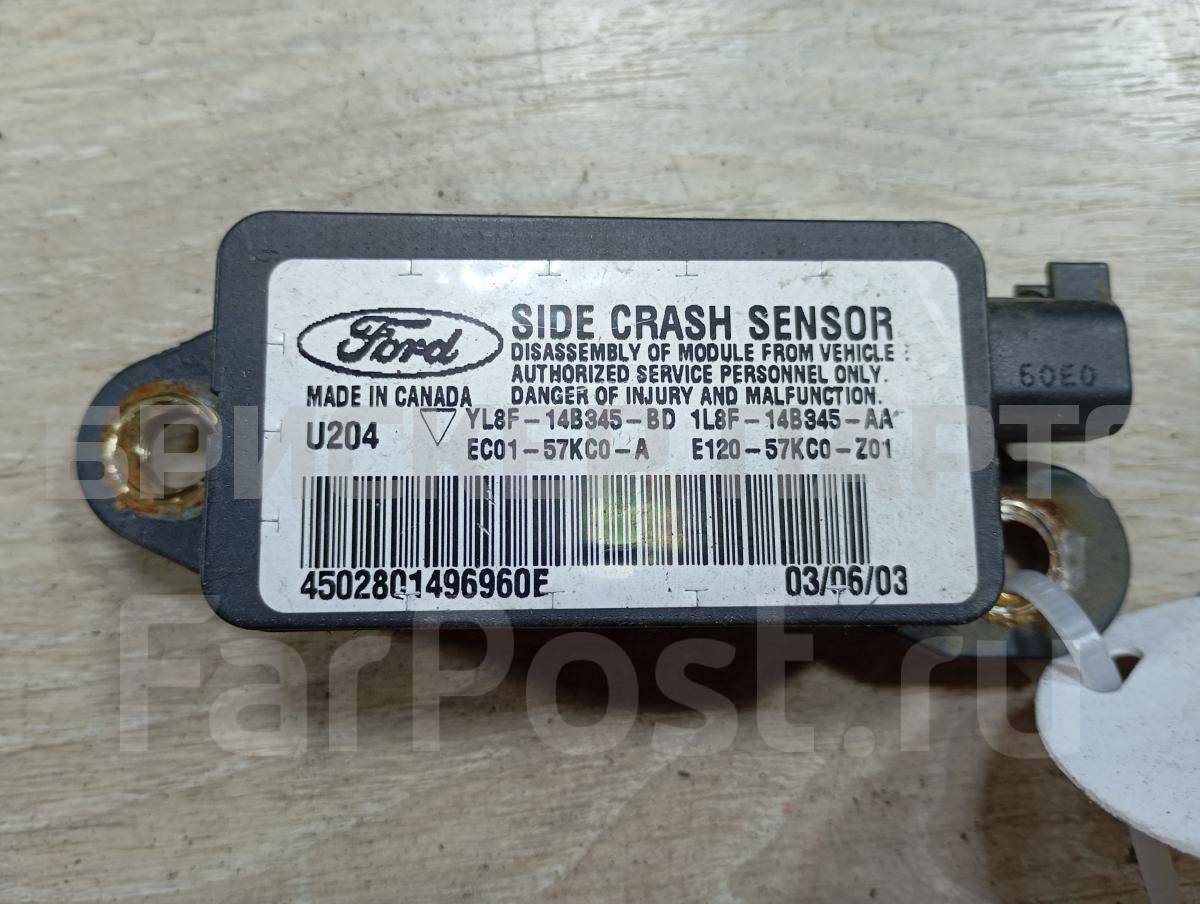 Ford
SIDE CRASH SENSOR
DISASSEMBLY OF MODULE FROM VEHICLE :
AUTHORIZED SERVICE PERSONNEL ONLY.
DANGER OF INJURY AND MALFUNCTION.
MADE IN CANADA
U204
YL8F-14B345-BD 1L8F-14B345-AA
EC01-57KC0-A E120-57KC0-Z01
4502801496960E
03/06/03
50E0
FarPost.ru